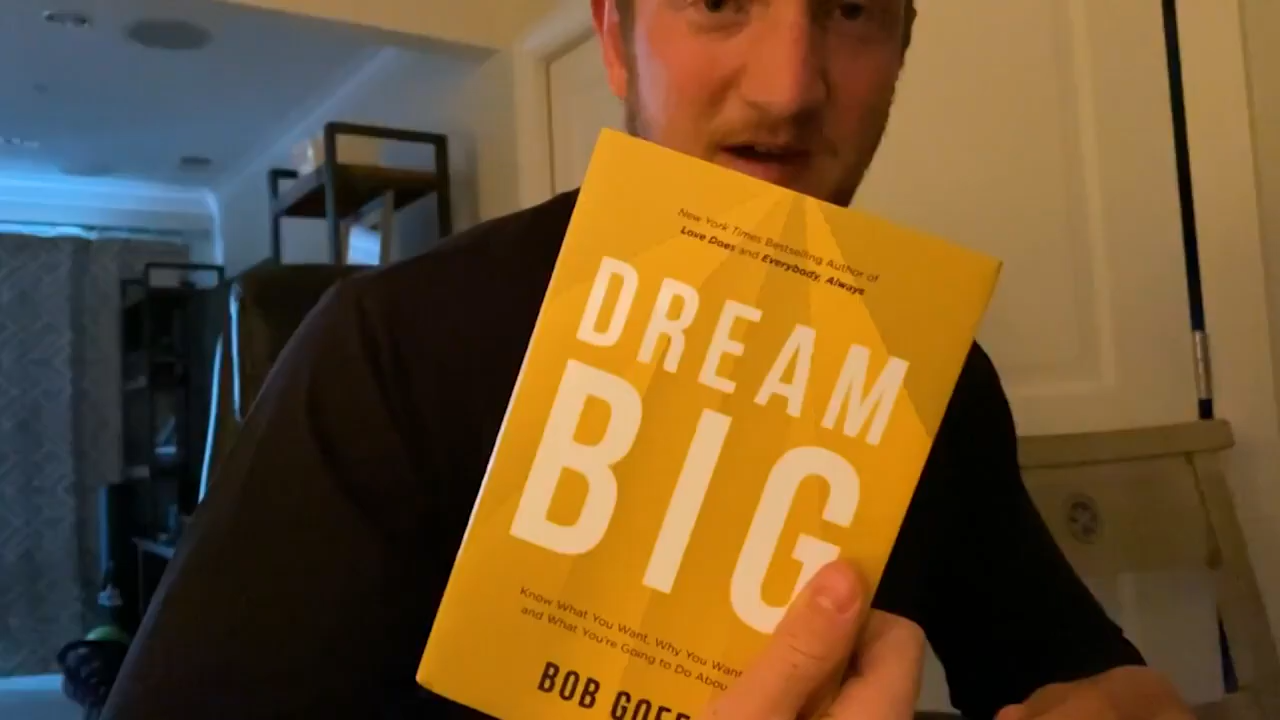 New York Times Bestselling Author of
Love Does and Everybody, Always
DREAM
BIG
Know What You Want, Why You Want
and What You're Going to Do Abou
BOB GOFF